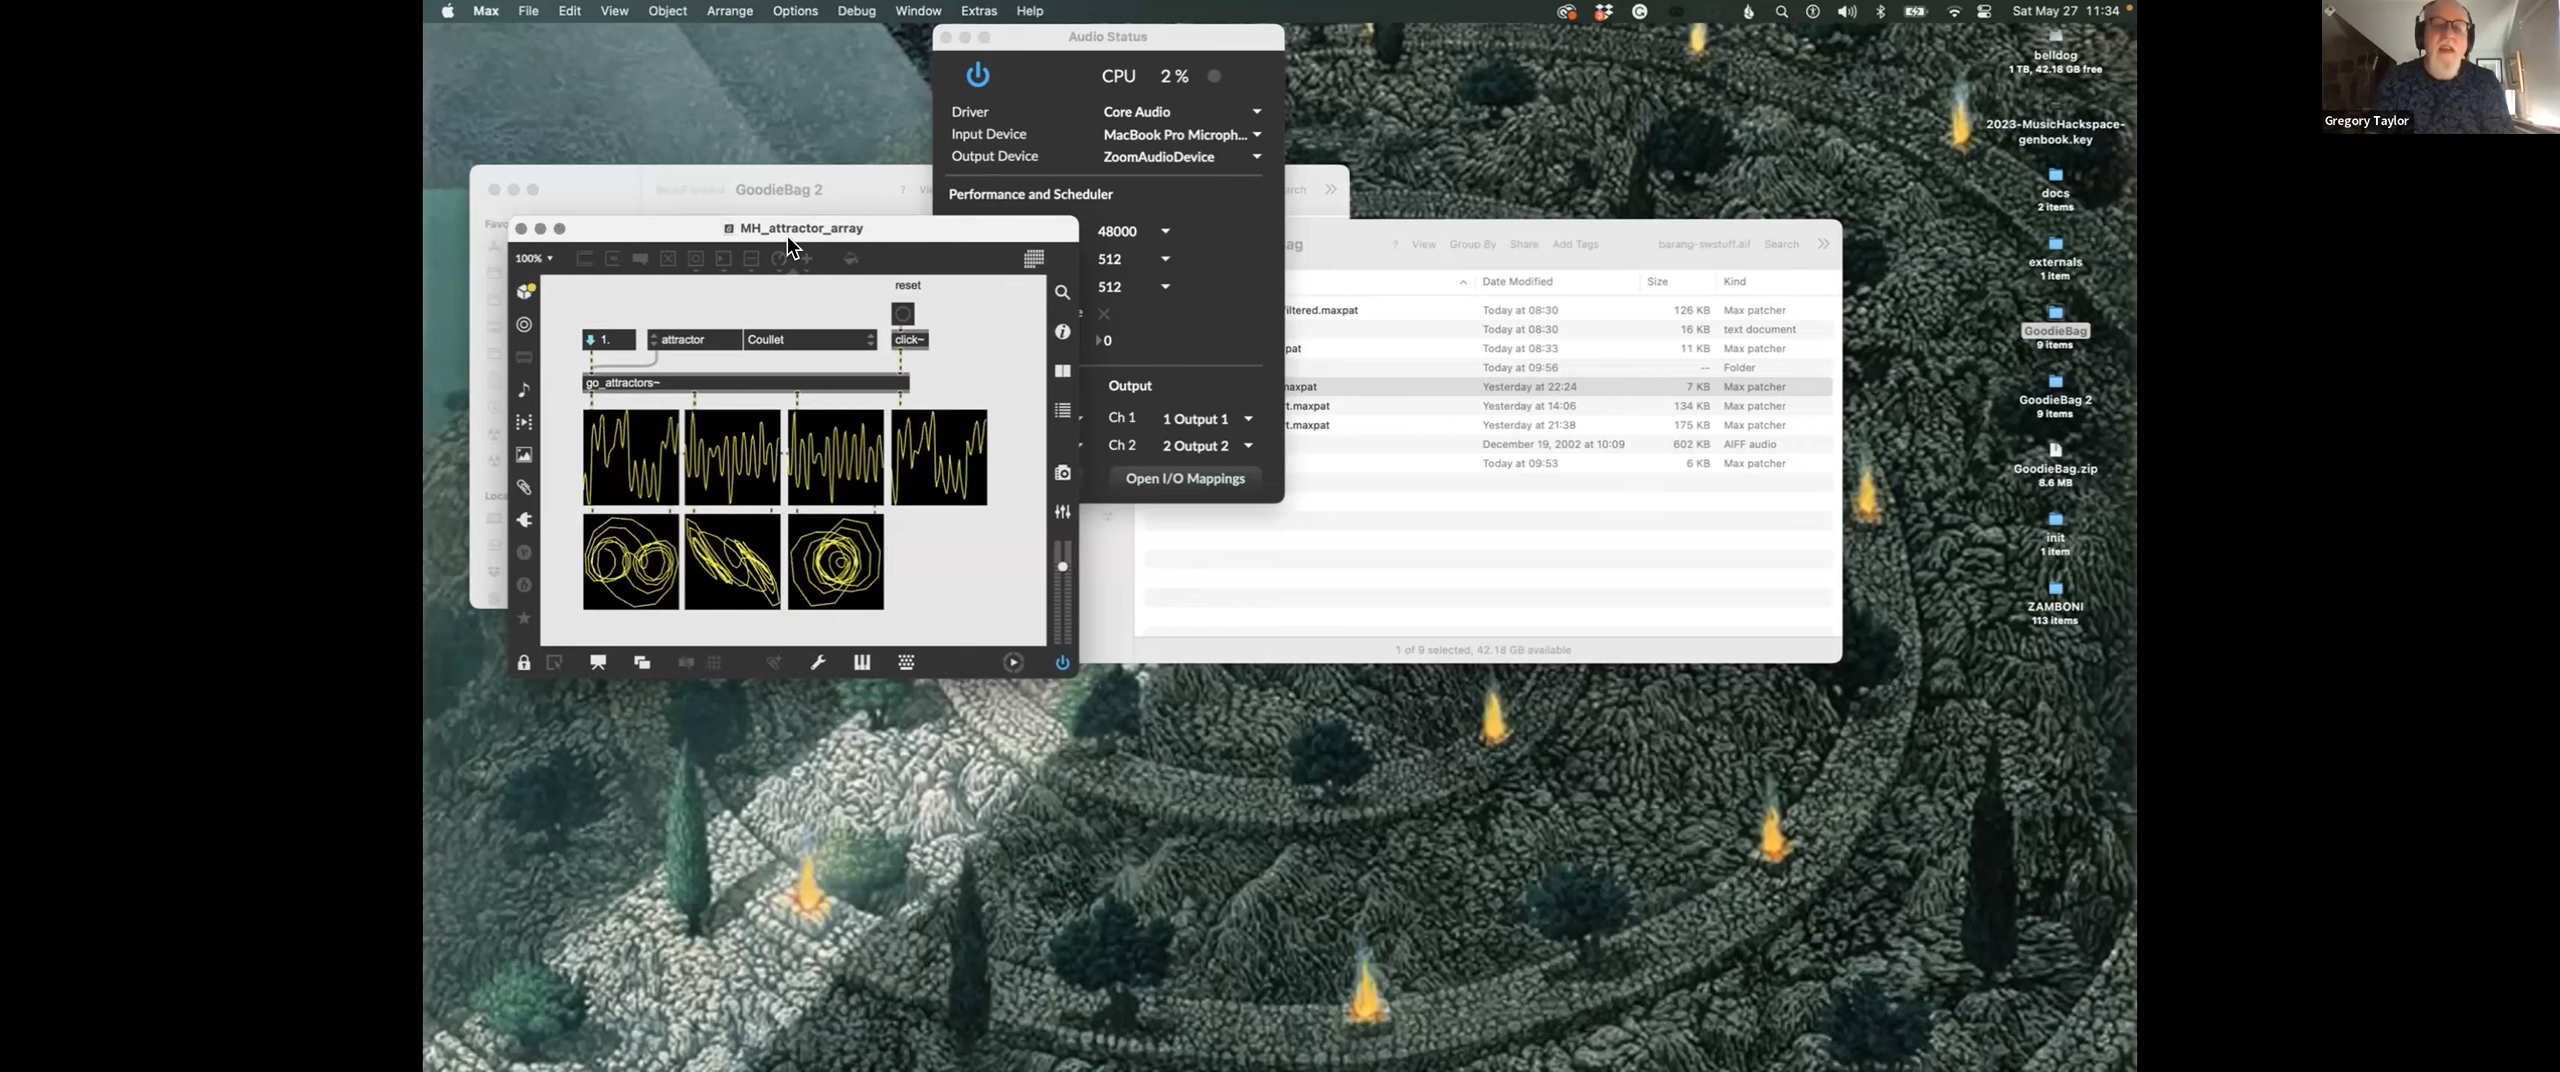 Max File Edit View Object Arrange Options Debug Window Extras Help
Sat May 27 11:34
Audio Status
CPU 2 %
Driver Core Audio
Input Device MacBook Pro Microph...
Output Device ZoomAudioDevice
Performance and Scheduler
48000
512
512
0
Output
Ch 1 1 Output 1
Ch 2 2 Output 2
Open I/O Mappings
GoodieBag 2
MH_attractor_array
100%
reset
1. attractor Coullet click~
go_attractors~
ag ? View Group By Share Add Tags barang-swstuff.aif Search
Date Modified Size Kind
iltered.maxpat Today at 08:30 126 KB Max patcher
Today at 08:30 16 KB text document
pat Today at 08:33 11 KB Max patcher
Today at 09:56 -- Folder
naxpat Yesterday at 22:24 7 KB Max patcher
t.maxpat Yesterday at 14:06 134 KB Max patcher
t.maxpat Yesterday at 21:38 175 KB Max patcher
December 19, 2002 at 10:09 602 KB AIFF audio
Today at 09:53 6 KB Max patcher
1 of 9 selected, 42.18 GB available
belldog
1 TB, 42.18 GB free
2023-MusicHackspace-
genbook.key
docs
2 items
externals
1 item
GoodieBag
9 items
GoodieBag 2
9 items
GoodieBag.zip
8.6 MB
init
1 item
ZAMBONI
113 items
Gregory Taylor